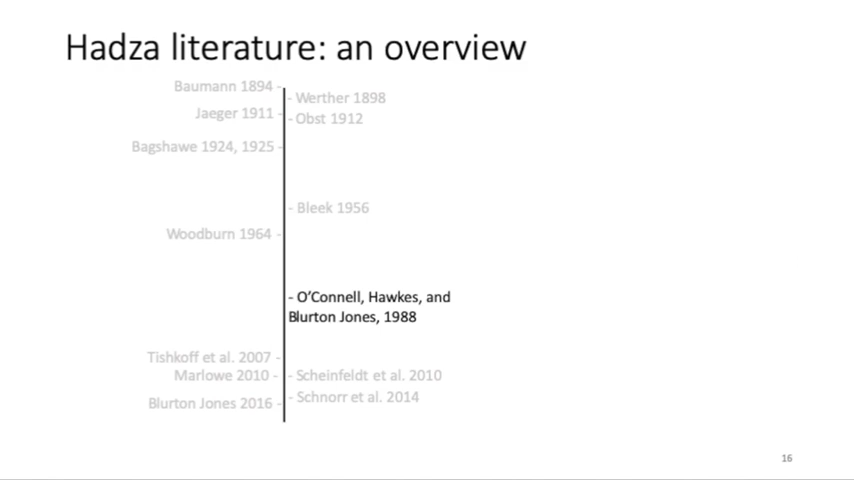 Hadza literature: an overview
Baumann 1894 -
- Werther 1898
Jaeger 1911 -
- Obst 1912
Bagshawe 1924, 1925 -
- Bleek 1956
Woodburn 1964 -
- O’Connell, Hawkes, and
Blurton Jones, 1988
Tishkoff et al. 2007 -
Marlowe 2010 -
- Scheinfeldt et al. 2010
- Schnorr et al. 2014
Blurton Jones 2016 -
16